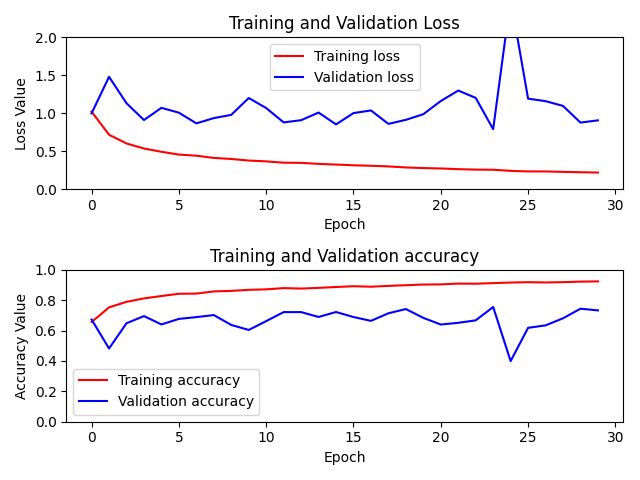 Training and Validation Loss
2.0
1.5
1.0
0.5
0.0
Loss Value
Training loss
Validation loss
0 5 10 15 20 25 30
Epoch
Training and Validation accuracy
1.0
0.8
0.6
0.4
0.2
0.0
Accuracy Value
Training accuracy
Validation accuracy
0 5 10 15 20 25 30
Epoch